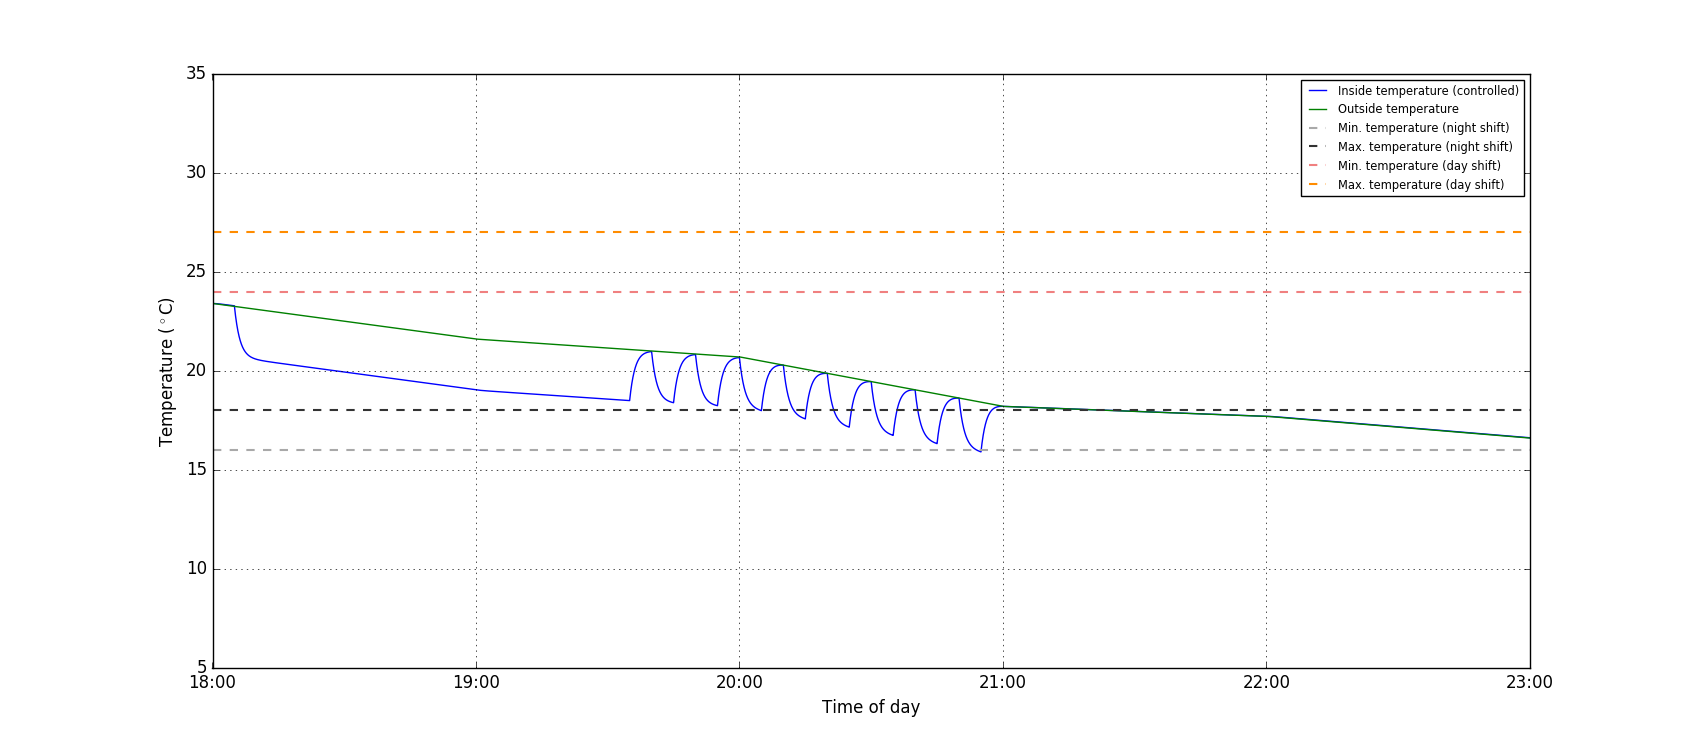 35
30
25
20
15
10
5
Temperature (°C)
18:00 19:00 20:00 21:00 22:00 23:00
Time of day
Inside temperature (controlled)
Outside temperature
Min. temperature (night shift)
Max. temperature (night shift)
Min. temperature (day shift)
Max. temperature (day shift)